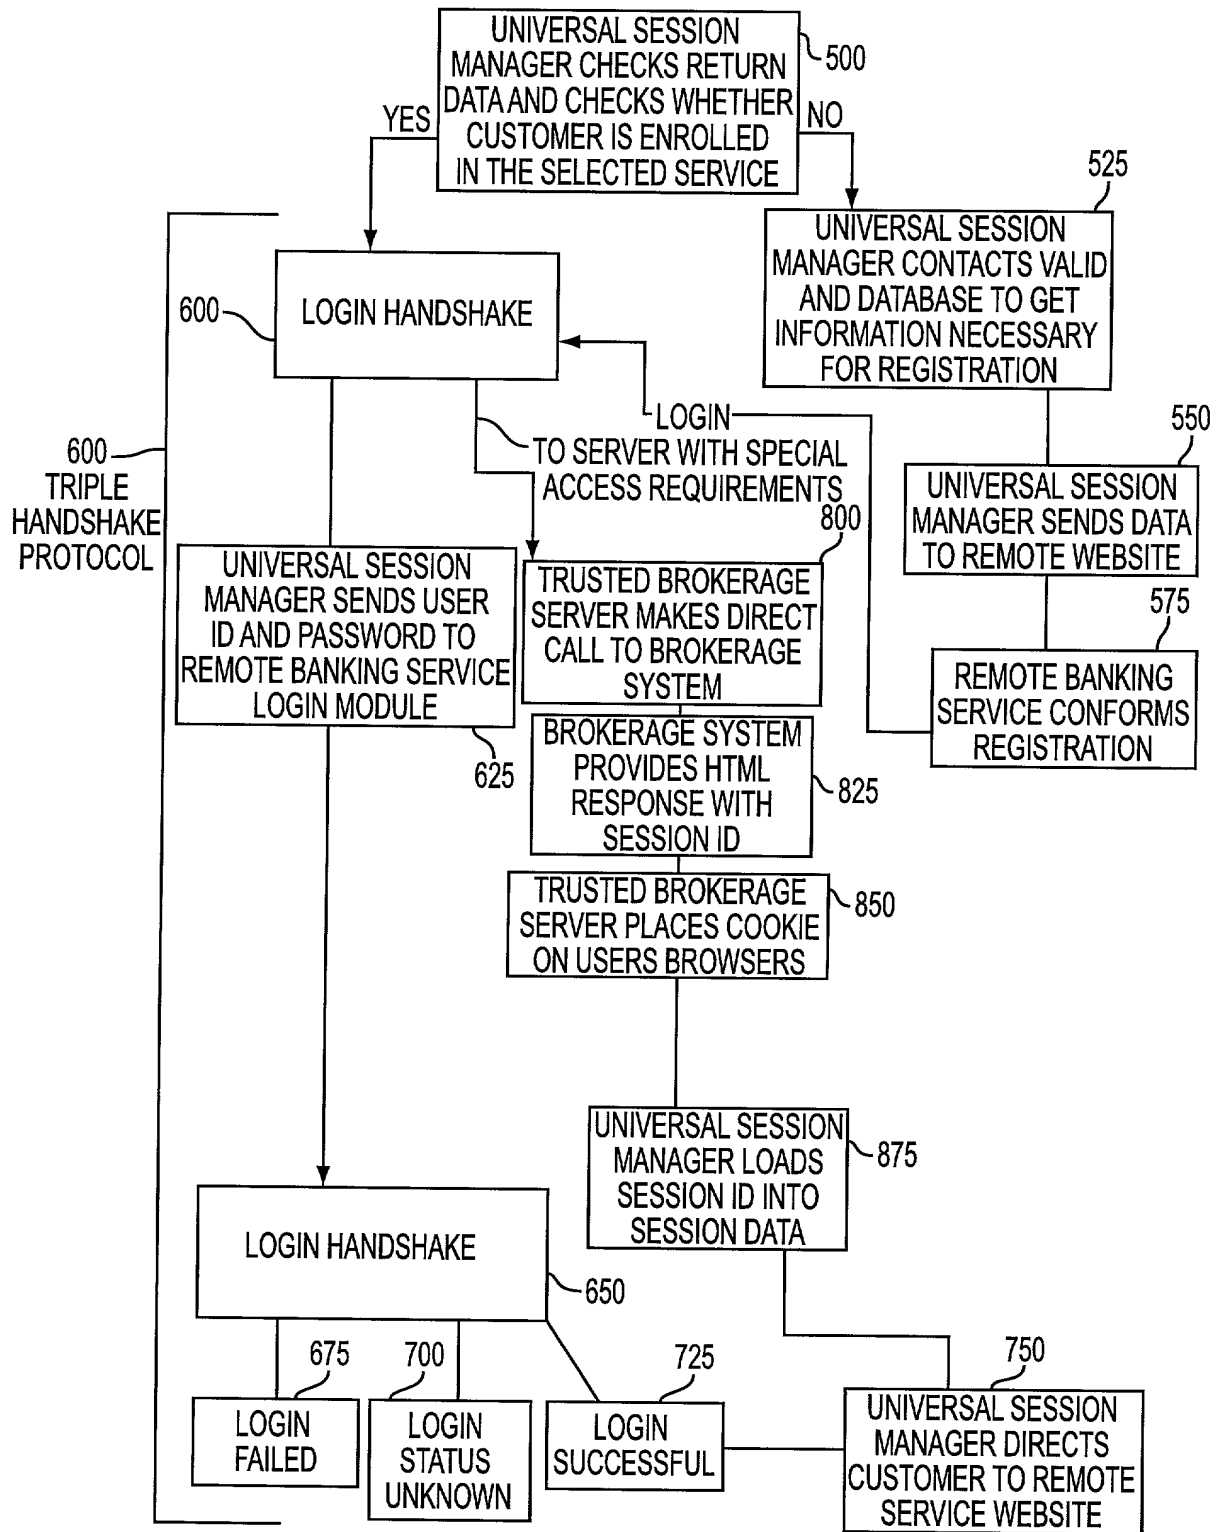 UNIVERSAL SESSION
MANAGER CHECKS RETURN
DATA AND CHECKS WHETHER
CUSTOMER IS ENROLLED
IN THE SELECTED SERVICE
500
YES
NO
525
UNIVERSAL SESSION
MANAGER CONTACTS VALID
AND DATABASE TO GET
INFORMATION NECESSARY
FOR REGISTRATION
LOGIN HANDSHAKE
600
LOGIN
TO SERVER WITH SPECIAL
ACCESS REQUIREMENTS
600
TRIPLE
HANDSHAKE
PROTOCOL
550
UNIVERSAL SESSION
MANAGER SENDS DATA
TO REMOTE WEBSITE
575
REMOTE BANKING
SERVICE CONFORMS
REGISTRATION
UNIVERSAL SESSION
MANAGER SENDS USER
ID AND PASSWORD TO
REMOTE BANKING SERVICE
LOGIN MODULE
625
800
TRUSTED BROKERAGE
SERVER MAKES DIRECT
CALL TO BROKERAGE
SYSTEM
BROKERAGE SYSTEM
PROVIDES HTML
RESPONSE WITH
SESSION ID
825
TRUSTED BROKERAGE
SERVER PLACES COOKIE
ON USERS BROWSERS
850
UNIVERSAL SESSION
MANAGER LOADS
SESSION ID INTO
SESSION DATA
875
LOGIN HANDSHAKE
650
675
LOGIN
FAILED
700
LOGIN
STATUS
UNKNOWN
725
LOGIN
SUCCESSFUL
750
UNIVERSAL SESSION
MANAGER DIRECTS
CUSTOMER TO REMOTE
SERVICE WEBSITE